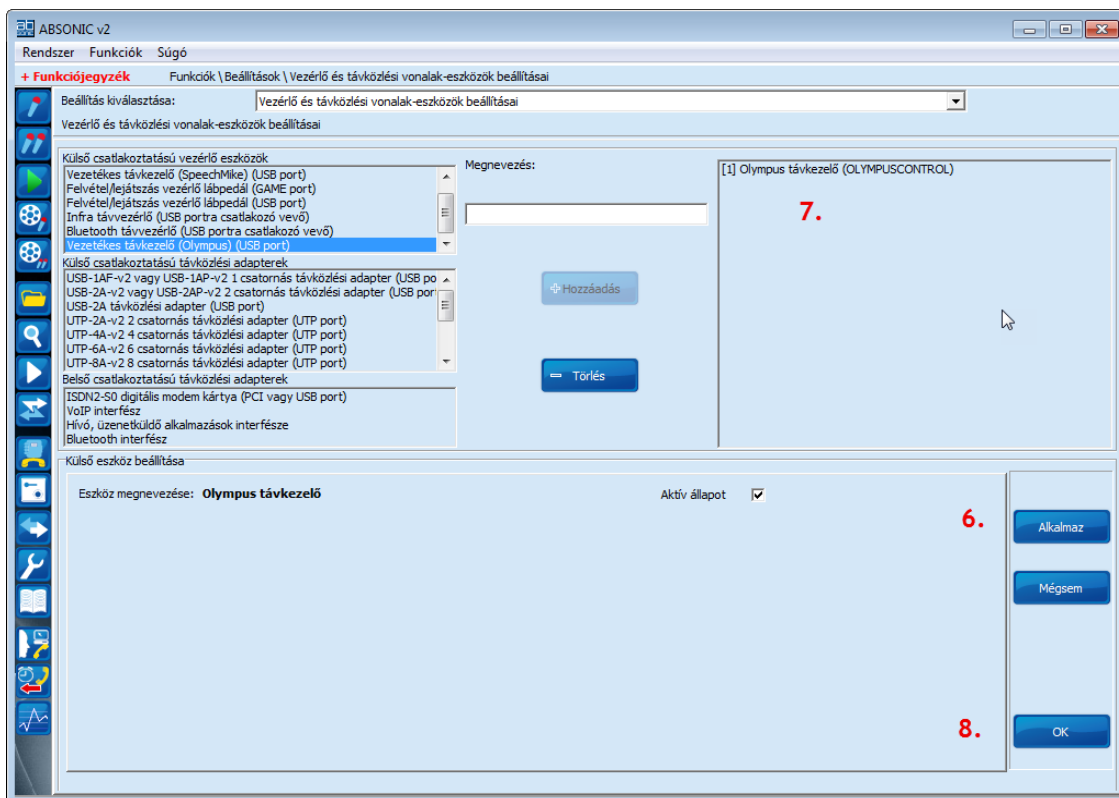 ABSONIC v2
Rendszer Funkciók Súgó
+ Funkciójegyzék Funkciók \ Beállítások \ Vezérlő és távközlési vonalak-eszközök beállításai
Beállítás kiválasztása: Vezérlő és távközlési vonalak-eszközök beállításai
Vezérlő és távközlési vonalak-eszközök beállításai
Külső csatlakoztatású vezérlő eszközök
Vezetékes távkezelő (SpeechMike) (USB port)
Felvétel/lejátszás vezérlő lábpedál (GAME port)
Felvétel/lejátszás vezérlő lábpedál (USB port)
Infra távvezérlő (USB portra csatlakozó vevő)
Bluetooth távvezérlő (USB portra csatlakozó vevő)
Vezetékes távkezelő (Olympus) (USB port)
Külső csatlakoztatású távközlési adapterek
USB-1AF-v2 vagy USB-1AP-v2 1 csatornás távközlési adapter (USB po
USB-2A-v2 vagy USB-2AP-v2 2 csatornás távközlési adapter (USB por
USB-2A távközlési adapter (USB port)
UTP-2A-v2 2 csatornás távközlési adapter (UTP port)
UTP-4A-v2 4 csatornás távközlési adapter (UTP port)
UTP-6A-v2 6 csatornás távközlési adapter (UTP port)
UTP-8A-v2 8 csatornás távközlési adapter (UTP port)
Belső csatlakoztatású távközlési adapterek
ISDN2-S0 digitális modem kártya (PCI vagy USB port)
VoIP interfész
Hívó, üzenetküldő alkalmazások interfésze
Bluetooth interfész
Megnevezés:
Hozzáadás
Törlés
[1] Olympus távkezelő (OLYMPUSCONTROL)
7.
Külső eszköz beállítása
Eszköz megnevezése: Olympus távkezelő Aktív állapot
6. Alkalmaz
Mégsem
8. OK